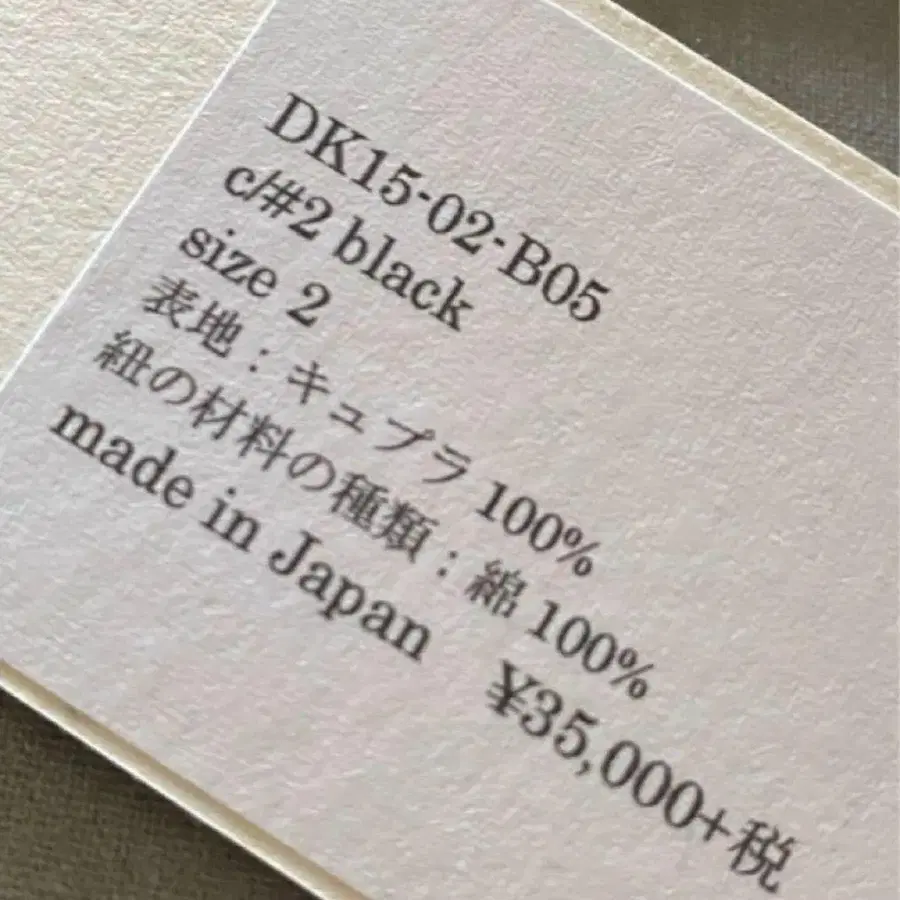 DK15-02-B05
c/#2 black
size 2
表地：キュプラ 100%
紐の材料の種類：綿 100%
made in Japan ¥35,000+税